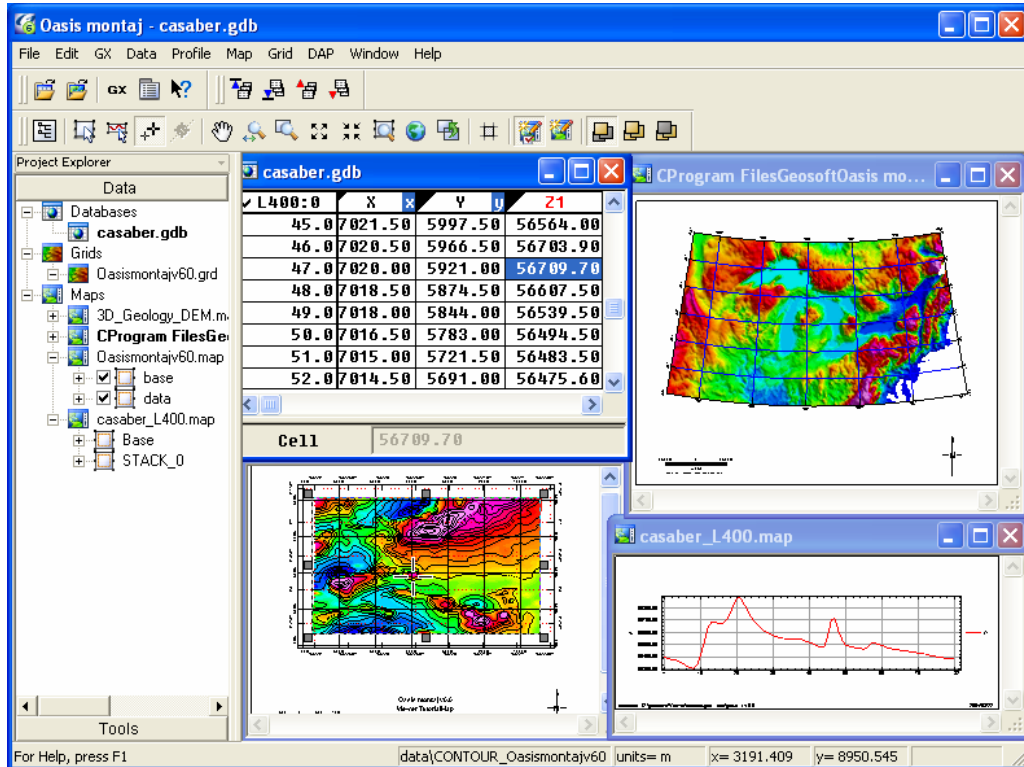 Oasis montaj - casaber.gdb
File Edit GX Data Profile Map Grid DAP Window Help
GX
Project Explorer
Data
Databases
casaber.gdb
Grids
Oasismontajv60.grd
Maps
3D_Geology_DEM.m
CProgram FilesGe
Oasismontajv60.map
base
data
casaber_L400.map
Base
STACK_0
Tools
casaber.gdb
L400:0 X x Y y Z1
45.0 7021.50 5997.50 56564.00
46.0 7020.50 5966.50 56703.90
47.0 7020.00 5921.00 56709.70
48.0 7018.50 5874.50 56607.50
49.0 7018.00 5844.00 56539.50
50.0 7016.50 5783.00 56494.50
51.0 7015.00 5721.50 56483.50
52.0 7014.50 5691.00 56475.60
Cell 56709.70
CProgram FilesGeosoftOasis mo...
casaber_L400.map
For Help, press F1 data\CONTOUR_Oasismontajv60 units= m x= 3191.409 y= 8950.545